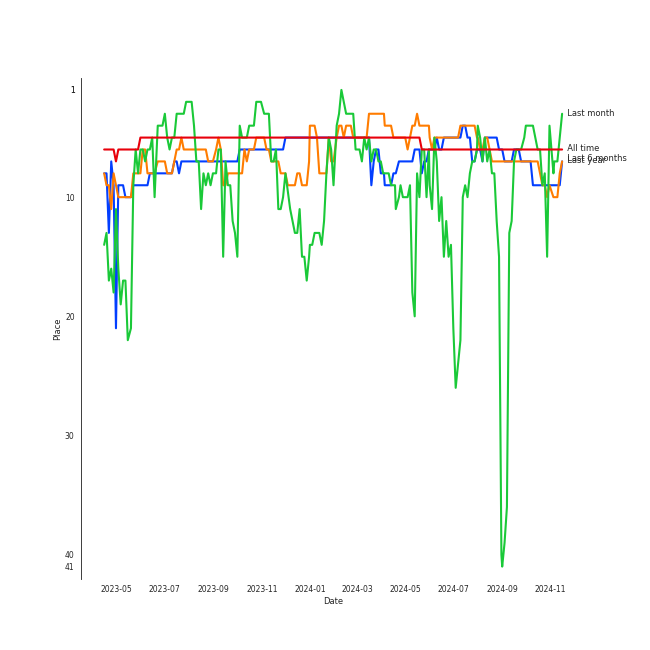 1
10
20
30
40
41
Place
2023-05
2023-07
2023-09
2023-11
2024-01
2024-03
2024-05
2024-07
2024-09
2024-11
Date
Last month
All time
Last 6 months
Last year